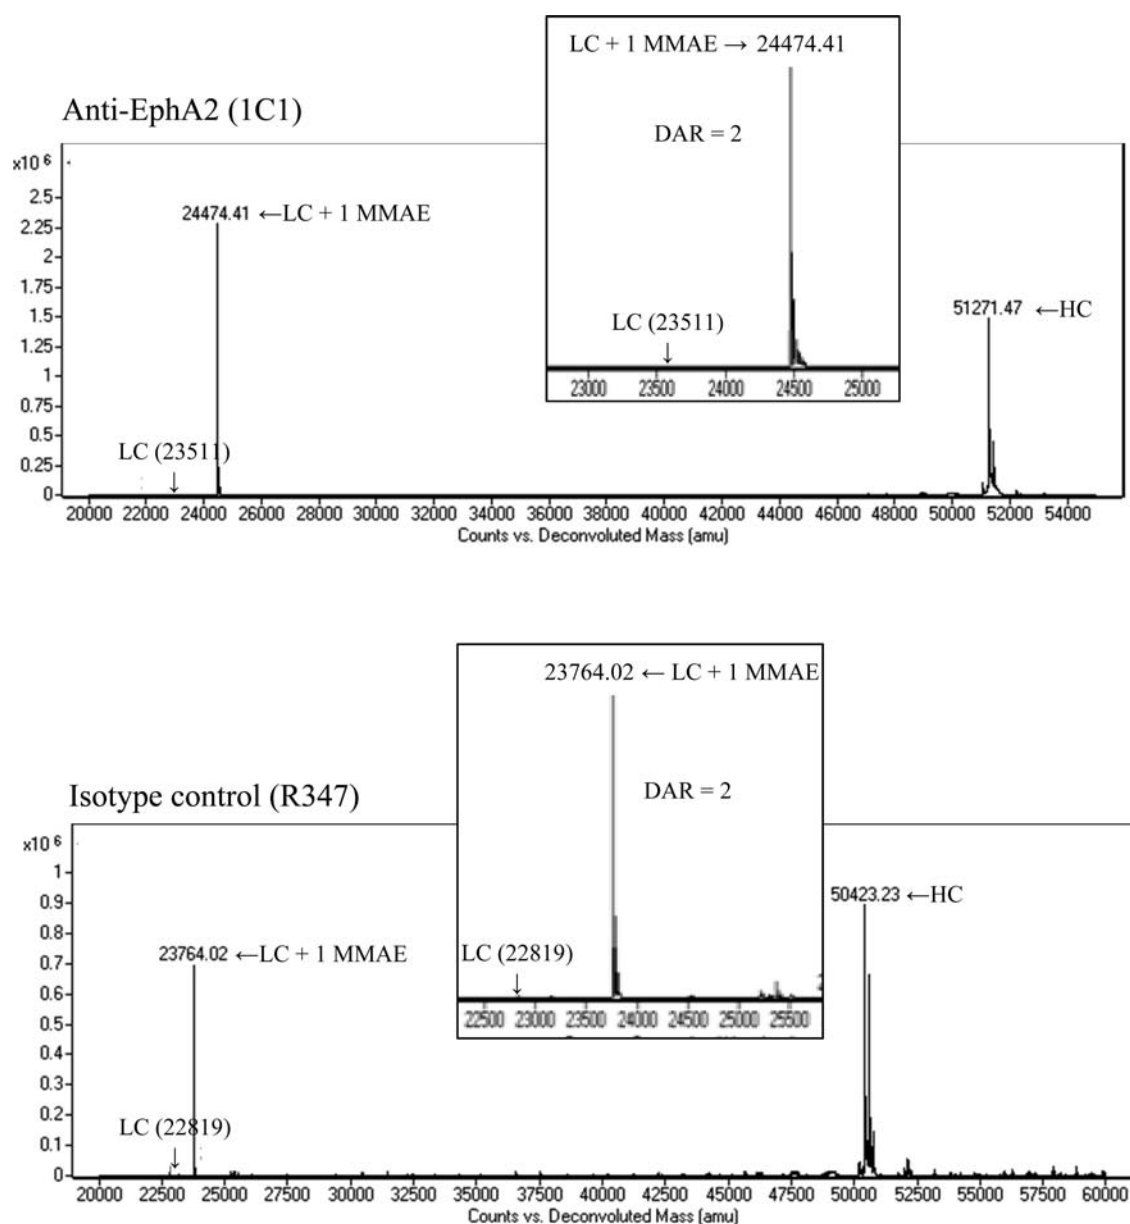 LC + 1 MMAE → 24474.41
Anti-EphA2 (1C1)
DAR = 2
x10 6
2.5
24474.41 ←LC + 1 MMAE
2.25
2
1.75
LC (23511)
51271.47 ←HC
1.5
↓
1.25
23000 23500 24000 24500 25000
1
0.75
0.5
LC (23511)
0.25
↓
0
20000 22000 24000 26000 28000 30000 32000 34000 36000 38000 40000 42000 44000 46000 48000 50000 52000 54000
Counts vs. Deconvoluted Mass (amu)
23764.02 ← LC + 1 MMAE
Isotype control (R347)
DAR = 2
x10 6
1
0.9
50423.23 ←HC
0.8
23764.02 ←LC + 1 MMAE
LC (22819)
0.7
↓
0.6
22500 23000 23500 24000 24500 25000 25500
0.5
0.4
0.3
0.2
LC (22819)
0.1
↓
0
20000 22500 25000 27500 30000 32500 35000 37500 40000 42500 45000 47500 50000 52500 55000 57500 60000
Counts vs. Deconvoluted Mass (amu)